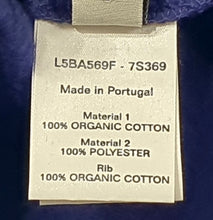 L5BA569F - 7S369
Made in Portugal
Material 1
100% ORGANIC COTTON
Material 2
100% POLYESTER
Rib
100% ORGANIC COTTON